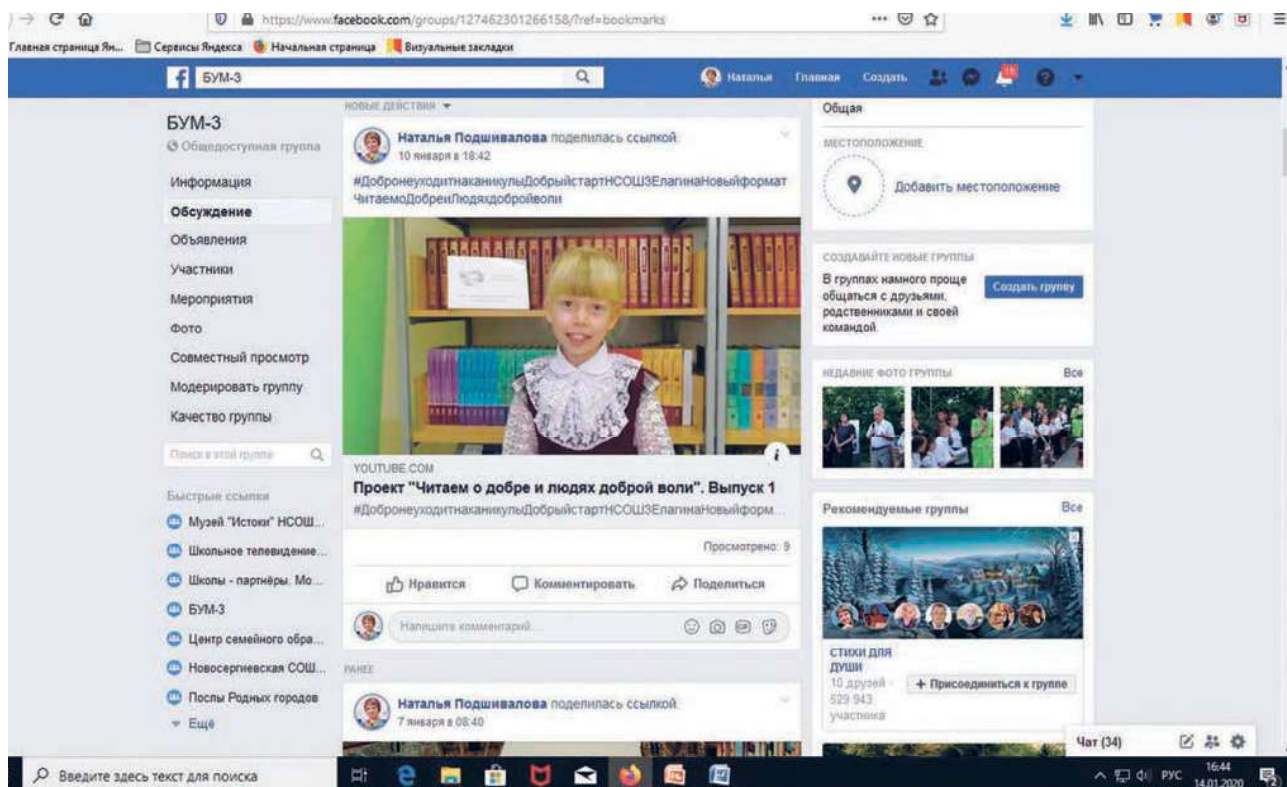 https://www.facebook.com/groups/127462301266158/?ref=bookmarks
Главная страница Ян...
Сервисы Яндекса
Начальная страница
Визуальные закладки
БУМ-3
Наталья
Главная
Создать
БУМ-3
Общедоступная группа
Информация
Обсуждение
Объявления
Участники
Мероприятия
Фото
Совместный просмотр
Модерировать группу
Качество группы
Поиск в этой группе
Быстрые ссылки
Музей "Истоки" НСОШ...
Школьное телевидение...
Школы - партнёры. Мо...
БУМ-3
Центр семейного обра...
Новосергиевская СОШ...
Послы Родных городов
Ещё
НОВЫЕ ДЕЙСТВИЯ
Наталья Подшивалова поделилась ссылкой.
10 января в 18:42
#ДобронеуходитнаканикулыДобрыйстартНСОШ3ЕлагинаНовыйформат
ЧитаемоДобреиЛюдяхдобройволи
YOUTUBE.COM
Проект "Читаем о добре и людях доброй воли". Выпуск 1
#ДобронеуходитнаканикулыДобрыйстартНСОШ3ЕлагинаНовыйформ...
Просмотрено: 9
Нравится
Комментировать
Поделиться
Напишите комментарий...
GIF
РАНЕЕ
Наталья Подшивалова поделилась ссылкой.
7 января в 08:40
Общая
МЕСТОПОЛОЖЕНИЕ
Добавить местоположение
СОЗДАВАЙТЕ НОВЫЕ ГРУППЫ
В группах намного проще
общаться с друзьями,
родственниками и своей
командой.
Создать группу
НЕДАВНИЕ ФОТО ГРУППЫ
Все
Рекомендуемые группы
Все
СТИХИ ДЛЯ
ДУШИ
10 друзей ·
529 943
участника
+ Присоединиться к группе
Чат (34)
Введите здесь текст для поиска
РУС
16:44
14.01.2020